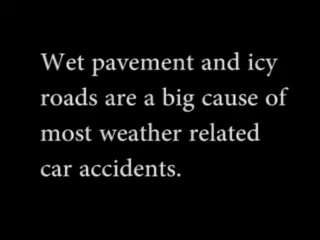 Wet pavement and icy
roads are a big cause of
most weather related
car accidents.